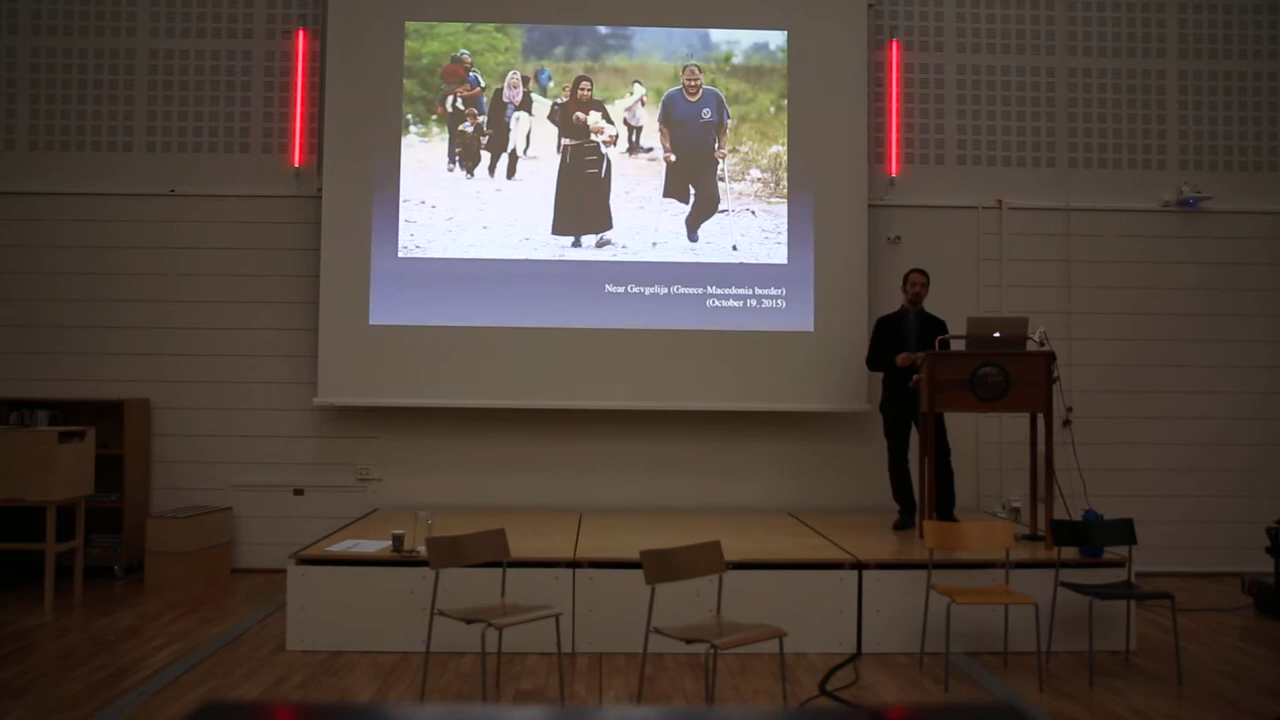 Near Gevgelija (Greece-Macedonia border)
(October 19, 2015)